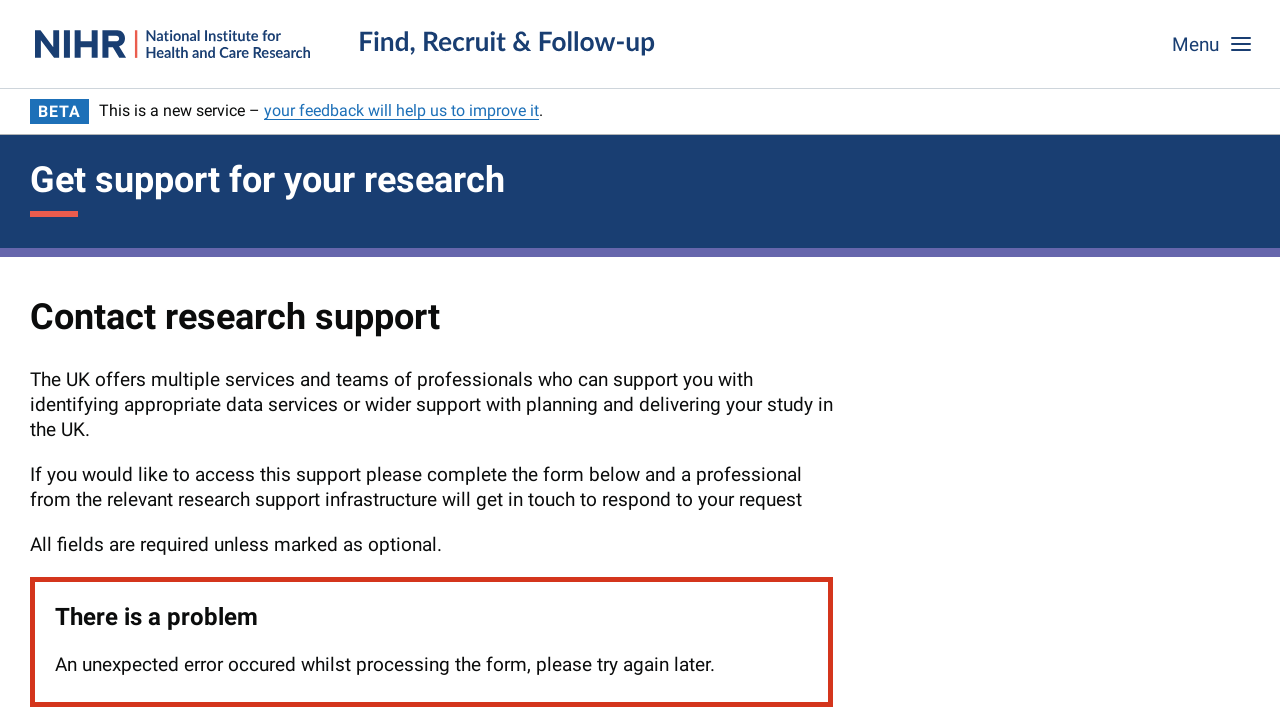 NIHR
National Institute for
Health and Care Research
Find, Recruit & Follow-up
Menu
BETA This is a new service – your feedback will help us to improve it.
Get support for your research
Contact research support
The UK offers multiple services and teams of professionals who can support you with
identifying appropriate data services or wider support with planning and delivering your study in
the UK.
If you would like to access this support please complete the form below and a professional
from the relevant research support infrastructure will get in touch to respond to your request
All fields are required unless marked as optional.
There is a problem
An unexpected error occured whilst processing the form, please try again later.